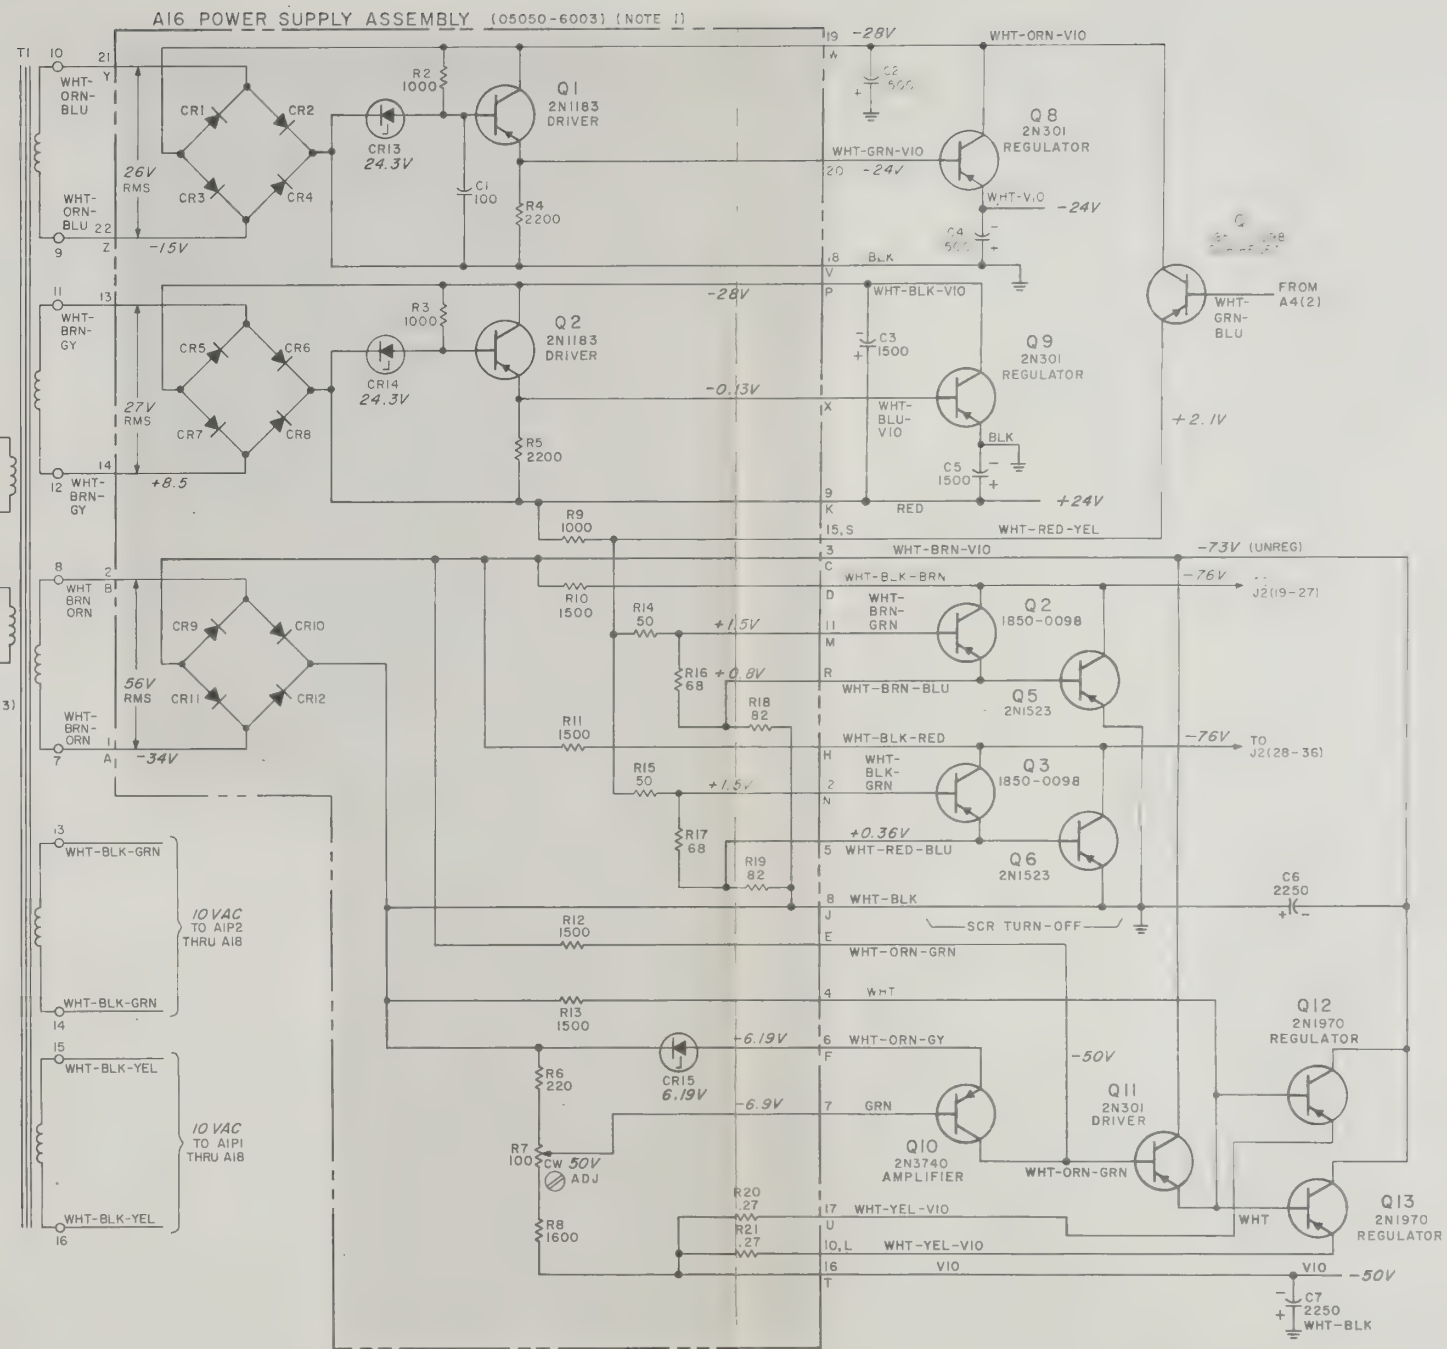 A16 POWER SUPPLY ASSEMBLY (05050-6003) (NOTE 1)
T1
10
21
Y
WHT-
ORN-
BLU
CR1
CR2
CR3
CR4
26V
RMS
WHT-
ORN-
BLU
22
Z
9
-15V
R2
1000
CR13
24.3V
Q1
2N1183
DRIVER
C1
100
R4
2200
19
-28V
W
WHT-ORN-VIO
C2
+
500
Q8
2N301
REGULATOR
WHT-GRN-VIO
20
-24V
WHT-VIO
-24V
C4
500
-
+
18
BLK
V
Q
FROM
A4(2)
WHT-
GRN-
BLU
+2.1V
11
13
WHT-
BRN-
GY
CR5
CR6
CR7
CR8
27V
RMS
14
12
WHT-
BRN-
GY
+8.5
R3
1000
CR14
24.3V
Q2
2N1183
DRIVER
R5
2200
-28V
P
WHT-BLK-VIO
-
C3
+
1500
Q9
2N301
REGULATOR
-0.13V
X
WHT-
BLU-
VIO
BLK
C5
1500
-
+
9
K
RED
+24V
R9
1000
15,S
WHT-RED-YEL
3
WHT-BRN-VIO
C
-73V (UNREG)
8
2
B
WHT
BRN
ORN
CR9
CR10
CR11
CR12
56V
RMS
3)
WHT-
BRN-
ORN
1
A
7
-34V
R10
1500
WHT-BLK-BRN
D
-76V
J2(19-27)
WHT-
BRN-
GRN
R14
50
+1.5V
11
M
Q2
1850-0098
R16
68
+0.8V
R
WHT-BRN-BLU
R18
82
Q5
2N1523
R11
1500
WHT-BLK-RED
H
-76V
TO
J2(28-36)
WHT-
BLK-
GRN
R15
50
+1.5V
2
N
Q3
1850-0098
R17
68
+0.36V
5
WHT-RED-BLU
R19
82
Q6
2N1523
C6
2250
+
-
8
WHT-BLK
J
SCR TURN-OFF
13
WHT-BLK-GRN
10 VAC
TO A1P2
THRU A18
WHT-BLK-GRN
14
R12
1500
E
WHT-ORN-GRN
4
WHT
R13
1500
15
WHT-BLK-YEL
10 VAC
TO A1P1
THRU A18
WHT-BLK-YEL
16
-6.19V
6
WHT-ORN-GY
F
CR15
6.19V
R6
220
-6.9V
7
GRN
R7
100
CW
50V
ADJ
R8
1600
-50V
Q10
2N3740
AMPLIFIER
WHT-ORN-GRN
Q11
2N301
DRIVER
Q12
2N1970
REGULATOR
WHT
Q13
2N1970
REGULATOR
R20
.27
17
WHT-YEL-VIO
U
R21
.27
10,L
WHT-YEL-VIO
16
VIO
T
VIO
-50V
-
C7
2250
+
WHT-BLK